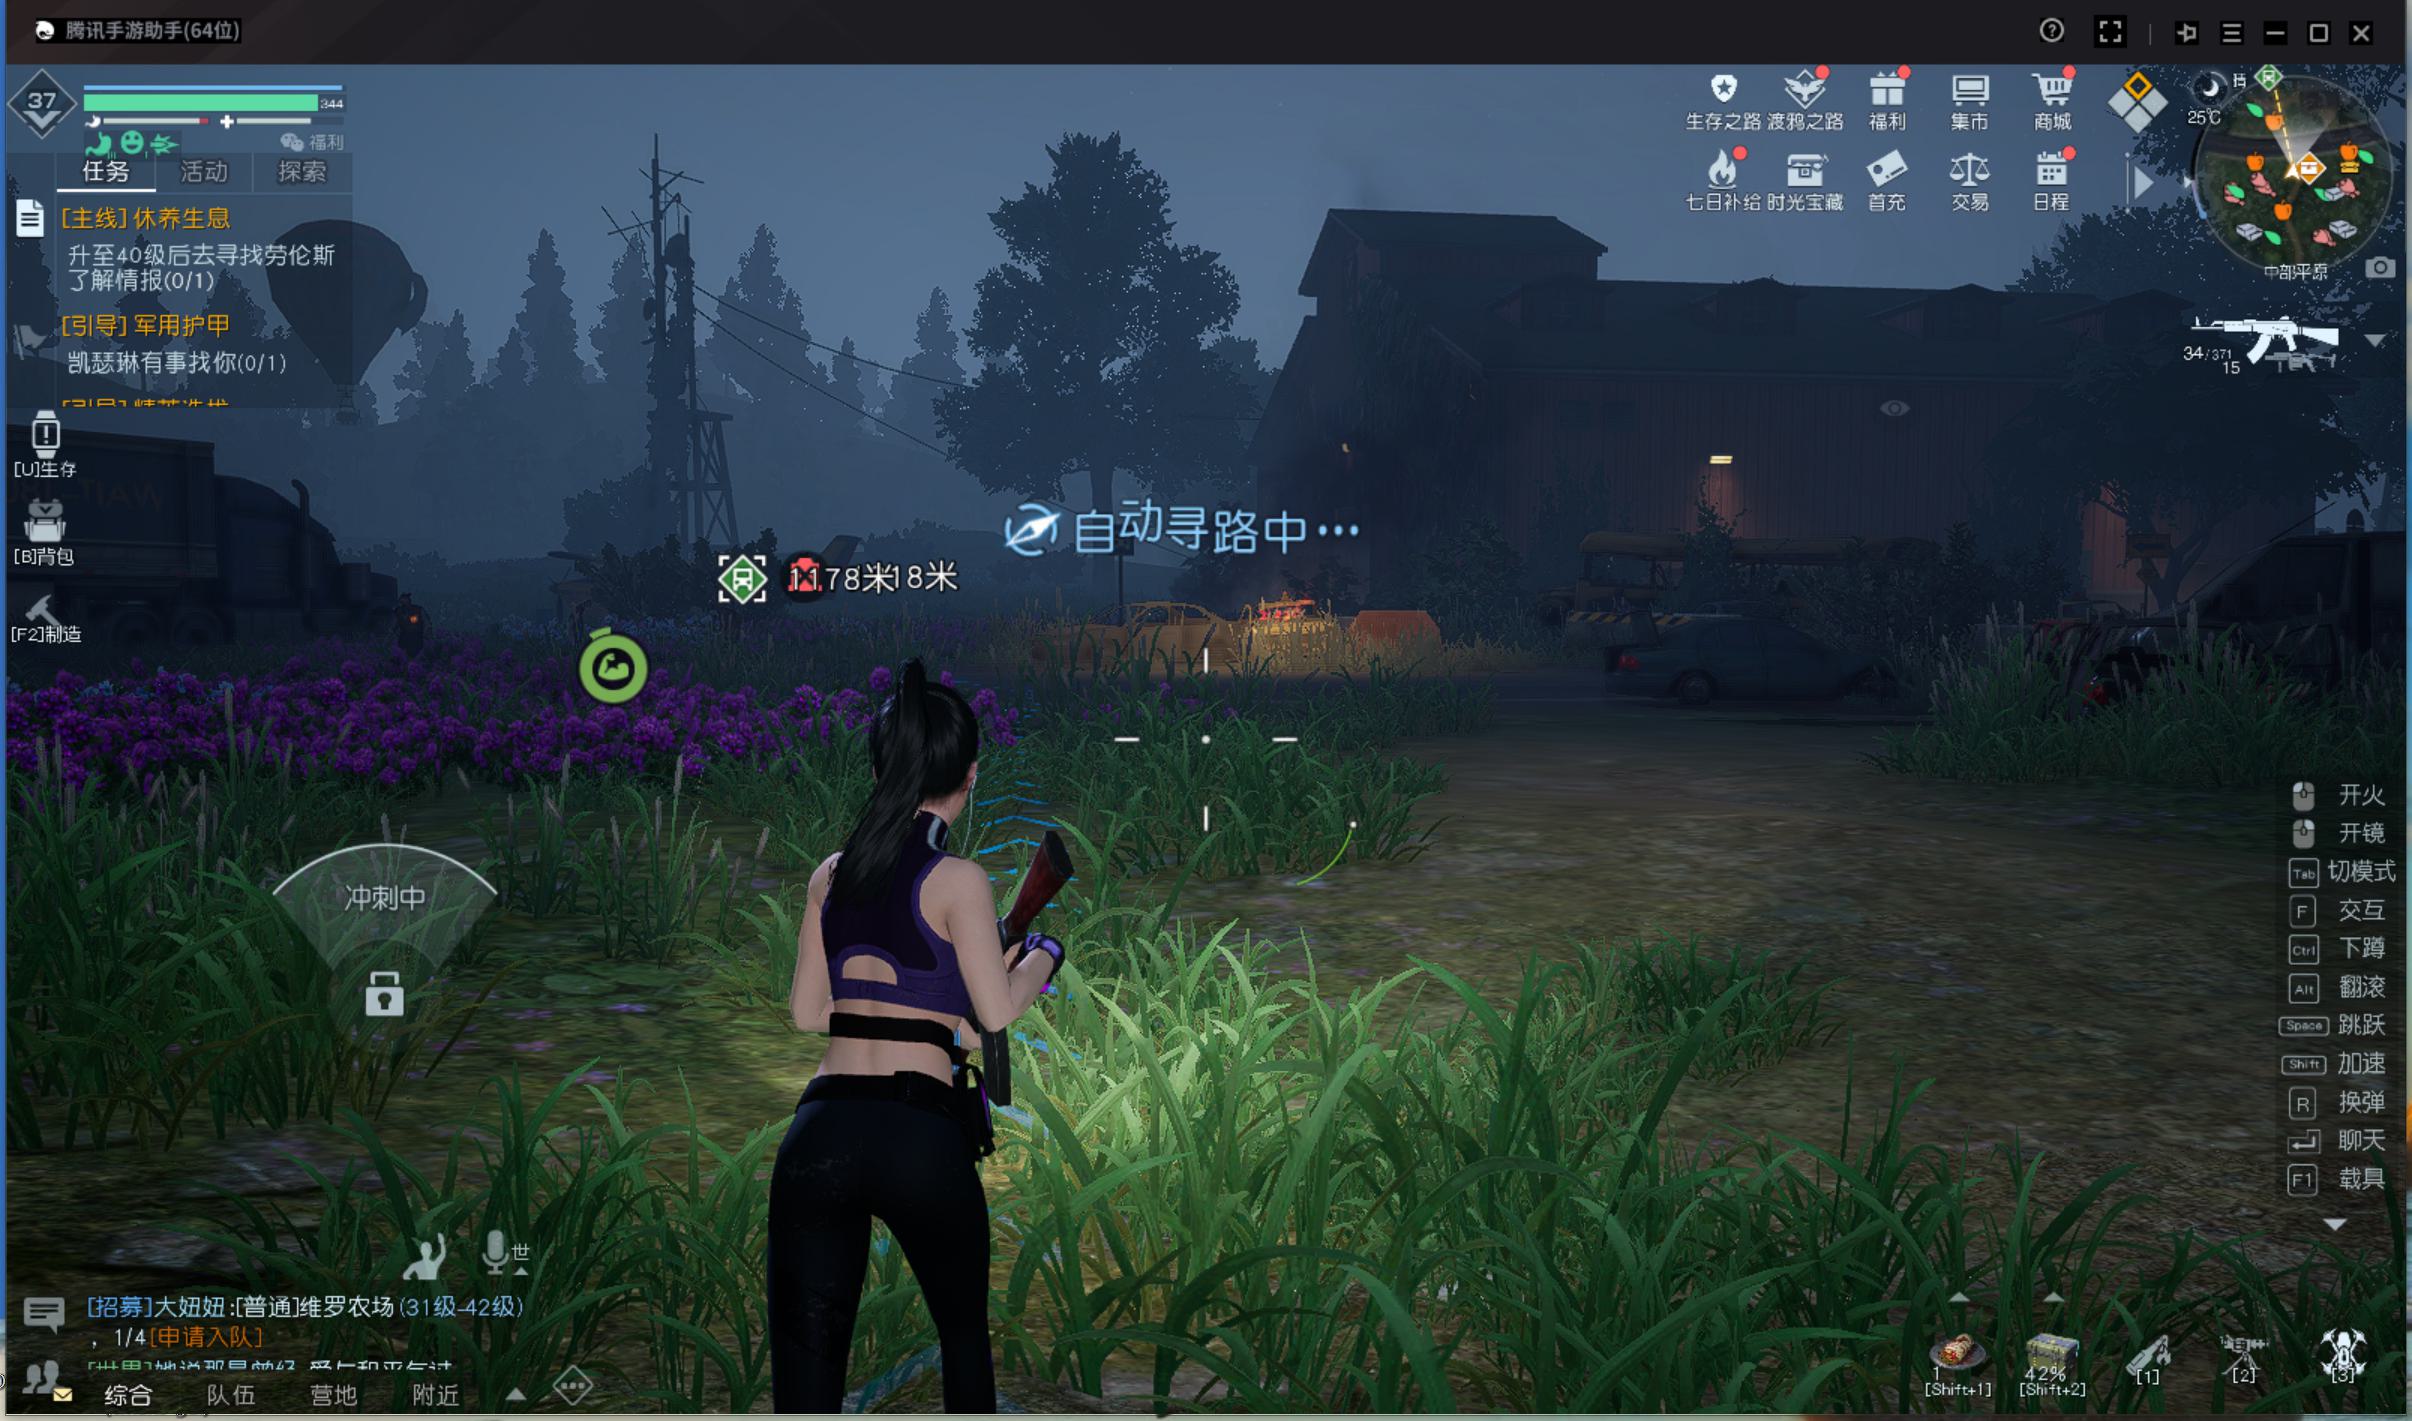 腾讯手游助手(64位)
37
344
福利
任务 活动 探索
[主线] 休养生息
升至40级后去寻找劳伦斯
了解情报(0/1)
[引导] 军用护甲
凯瑟琳有事找你(0/1)
[U]生存
[B]背包
[F2]制造
生存之路 渡鸦之路 福利 集市 商城
七日补给 时光宝藏 首充 交易 日程
25℃
中部平原
34/371
15
自动寻路中…
1178米
18米
冲刺中
开火
开镜
Tab 切模式
F 交互
Ctrl 下蹲
Alt 翻滚
Space 跳跃
Shift 加速
R 换弹
聊天
F1 载具
世
[招募]大妞妞:[普通]维罗农场(31级-42级)
，1/4[申请入队]
综合 队伍 营地 附近
1
[Shift+1]
42%
[Shift+2]
[1]
[2]
[3]